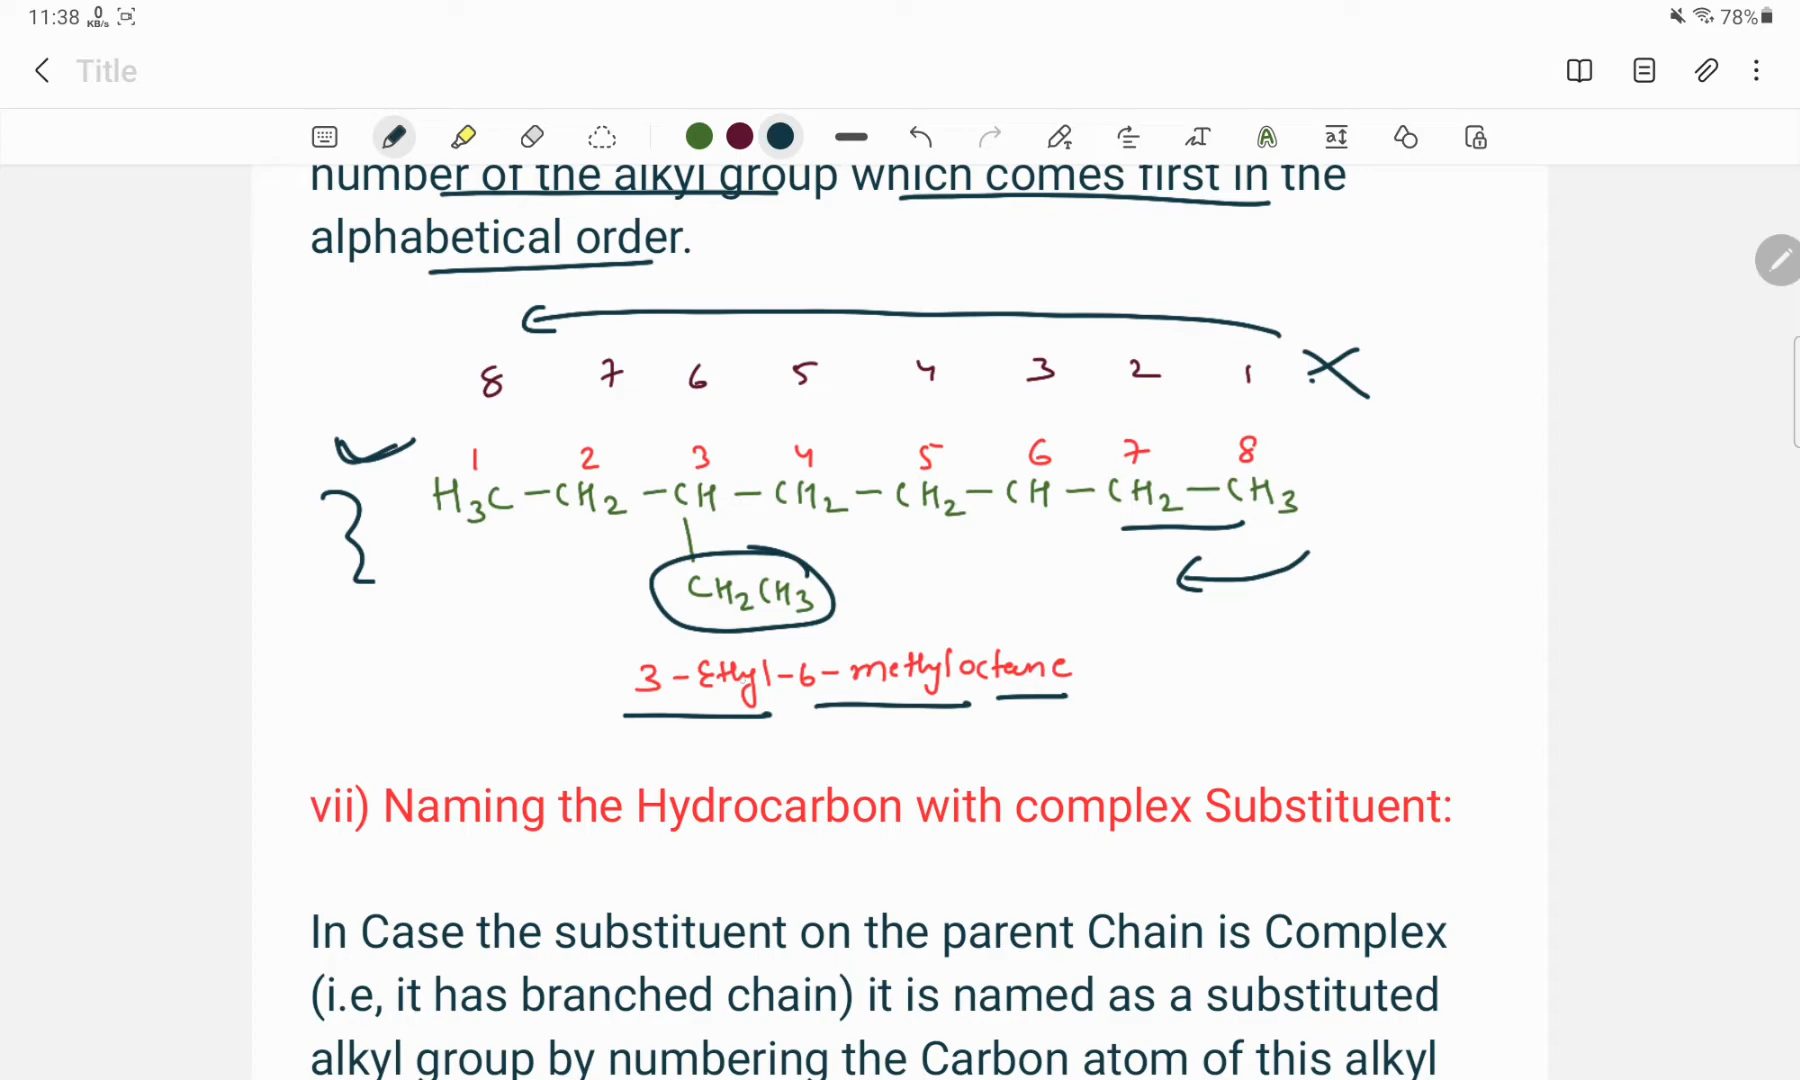 11:38 0 KB/s 78%
Title
number of the alkyl group which comes first in the
alphabetical order.
8 7 6 5 4 3 2 1
1 2 3 4 5 6 7 8
H3C - CH2 - CH - CH2 - CH2 - CH - CH2 - CH3
CH2CH3
3 - Ethyl - 6 - methyl octane
vii) Naming the Hydrocarbon with complex Substituent:
In Case the substituent on the parent Chain is Complex
(i.e, it has branched chain) it is named as a substituted
alkyl group by numbering the Carbon atom of this alkyl